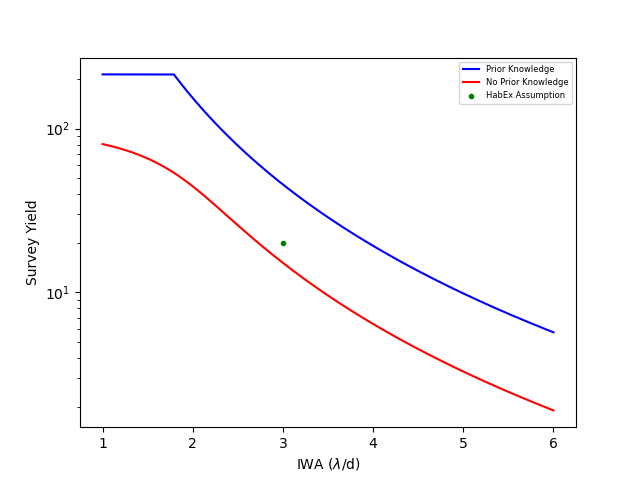 Prior Knowledge
No Prior Knowledge
HabEx Assumption
Survey Yield
10²
10¹
1 2 3 4 5 6
IWA (λ/d)